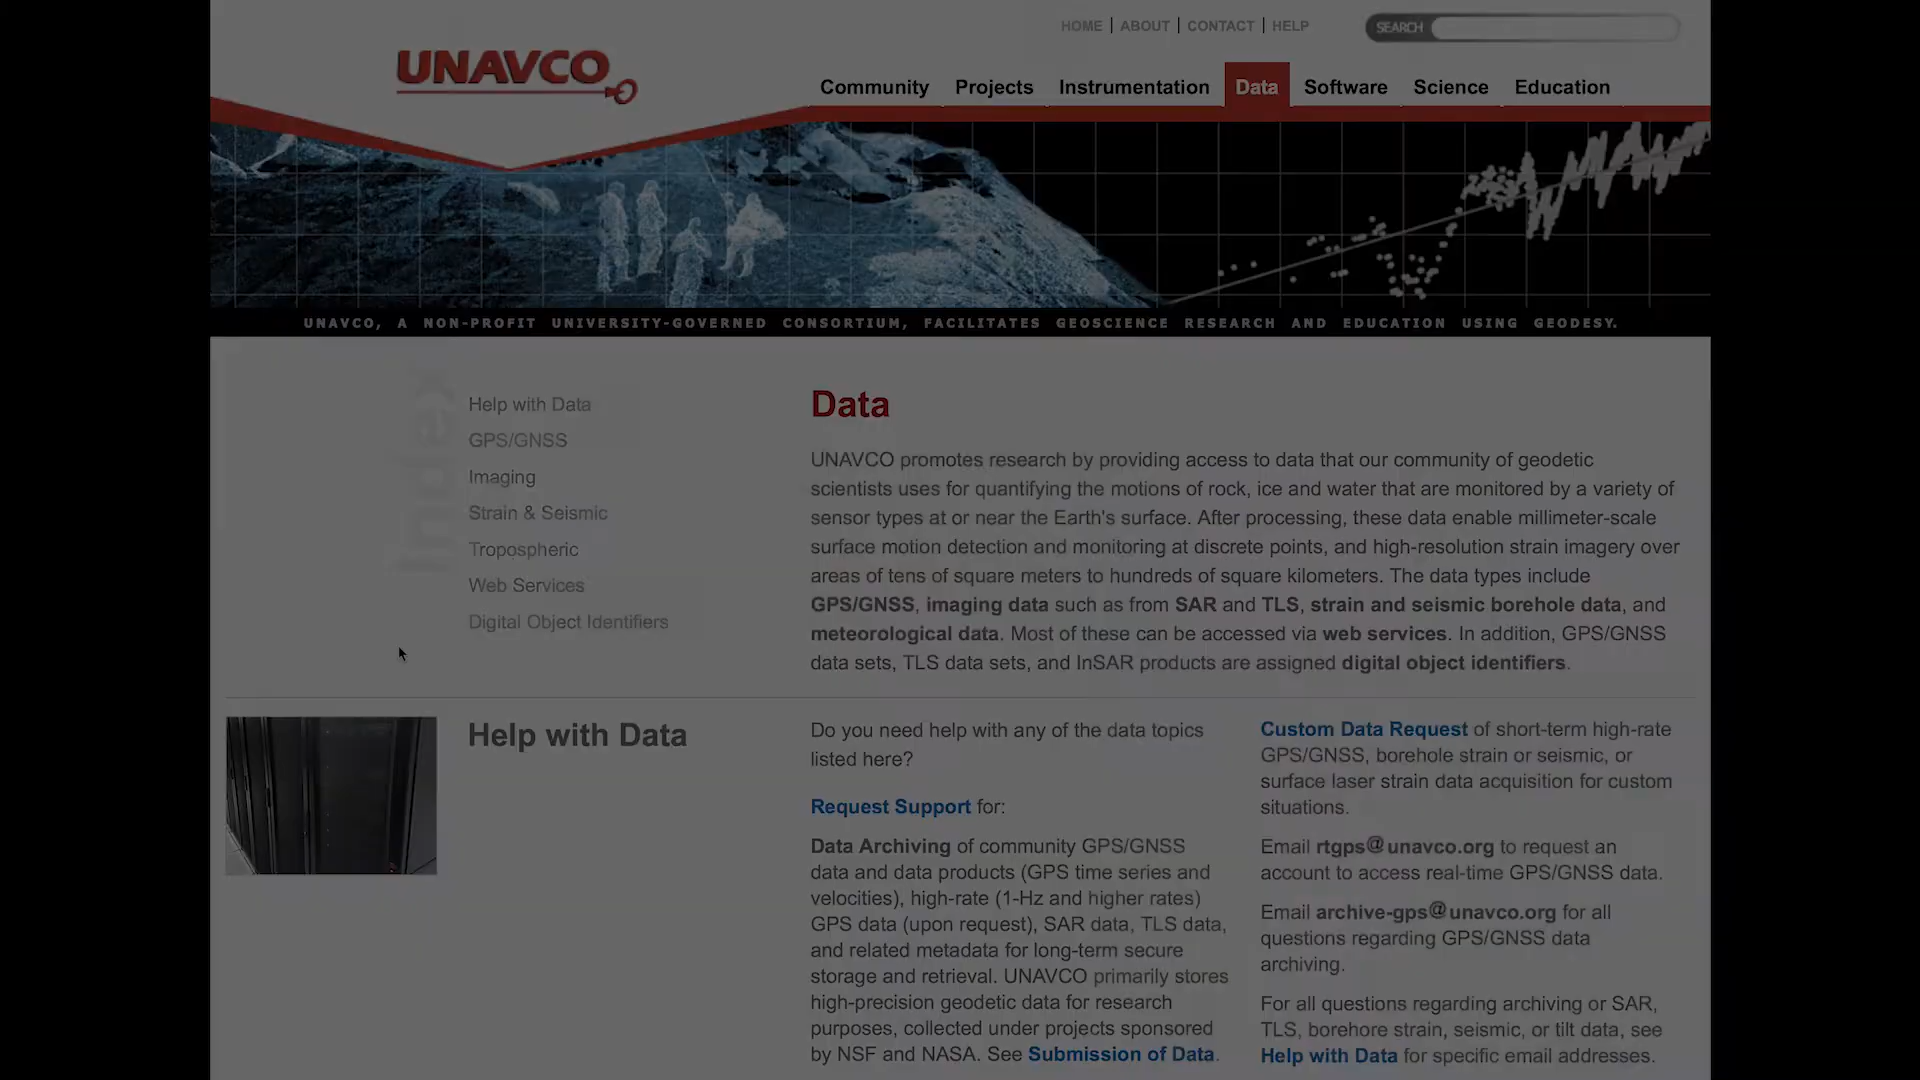 HOME ABOUT CONTACT HELP
SEARCH
UNAVCO
Community Projects Instrumentation Data Software Science Education
UNAVCO, A NON-PROFIT UNIVERSITY-GOVERNED CONSORTIUM, FACILITATES GEOSCIENCE RESEARCH AND EDUCATION USING GEODESY.
Index
Help with Data
GPS/GNSS
Imaging
Strain & Seismic
Tropospheric
Web Services
Digital Object Identifiers
Data
UNAVCO promotes research by providing access to data that our community of geodetic
scientists uses for quantifying the motions of rock, ice and water that are monitored by a variety of
sensor types at or near the Earth's surface. After processing, these data enable millimeter-scale
surface motion detection and monitoring at discrete points, and high-resolution strain imagery over
areas of tens of square meters to hundreds of square kilometers. The data types include
GPS/GNSS, imaging data such as from SAR and TLS, strain and seismic borehole data, and
meteorological data. Most of these can be accessed via web services. In addition, GPS/GNSS
data sets, TLS data sets, and InSAR products are assigned digital object identifiers.
Help with Data
Do you need help with any of the data topics
listed here?
Request Support for:
Data Archiving of community GPS/GNSS
data and data products (GPS time series and
velocities), high-rate (1-Hz and higher rates)
GPS data (upon request), SAR data, TLS data,
and related metadata for long-term secure
storage and retrieval. UNAVCO primarily stores
high-precision geodetic data for research
purposes, collected under projects sponsored
by NSF and NASA. See Submission of Data.
Custom Data Request of short-term high-rate
GPS/GNSS, borehole strain or seismic, or
surface laser strain data acquisition for custom
situations.
Email rtgps@unavco.org to request an
account to access real-time GPS/GNSS data.
Email archive-gps@unavco.org for all
questions regarding GPS/GNSS data
archiving.
For all questions regarding archiving or SAR,
TLS, borehore strain, seismic, or tilt data, see
Help with Data for specific email addresses.